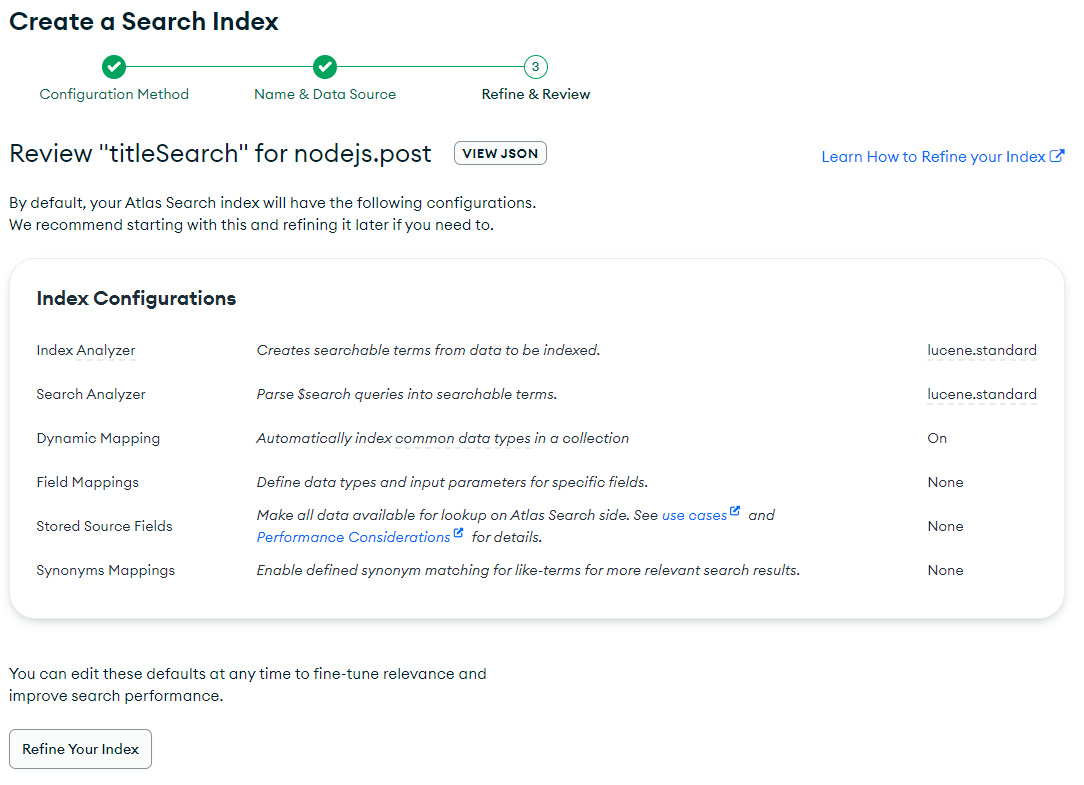 Create a Search Index
3
Configuration Method
Name & Data Source
Refine & Review
Review "titleSearch" for nodejs.post
VIEW JSON
Learn How to Refine your Index
By default, your Atlas Search index will have the following configurations.
We recommend starting with this and refining it later if you need to.
Index Configurations
Index Analyzer
Creates searchable terms from data to be indexed.
lucene.standard
Search Analyzer
Parse $search queries into searchable terms.
lucene.standard
Dynamic Mapping
Automatically index common data types in a collection
On
Field Mappings
Define data types and input parameters for specific fields.
None
Stored Source Fields
Make all data available for lookup on Atlas Search side. See use cases and
Performance Considerations for details.
None
Synonyms Mappings
Enable defined synonym matching for like-terms for more relevant search results.
None
You can edit these defaults at any time to fine-tune relevance and
improve search performance.
Refine Your Index